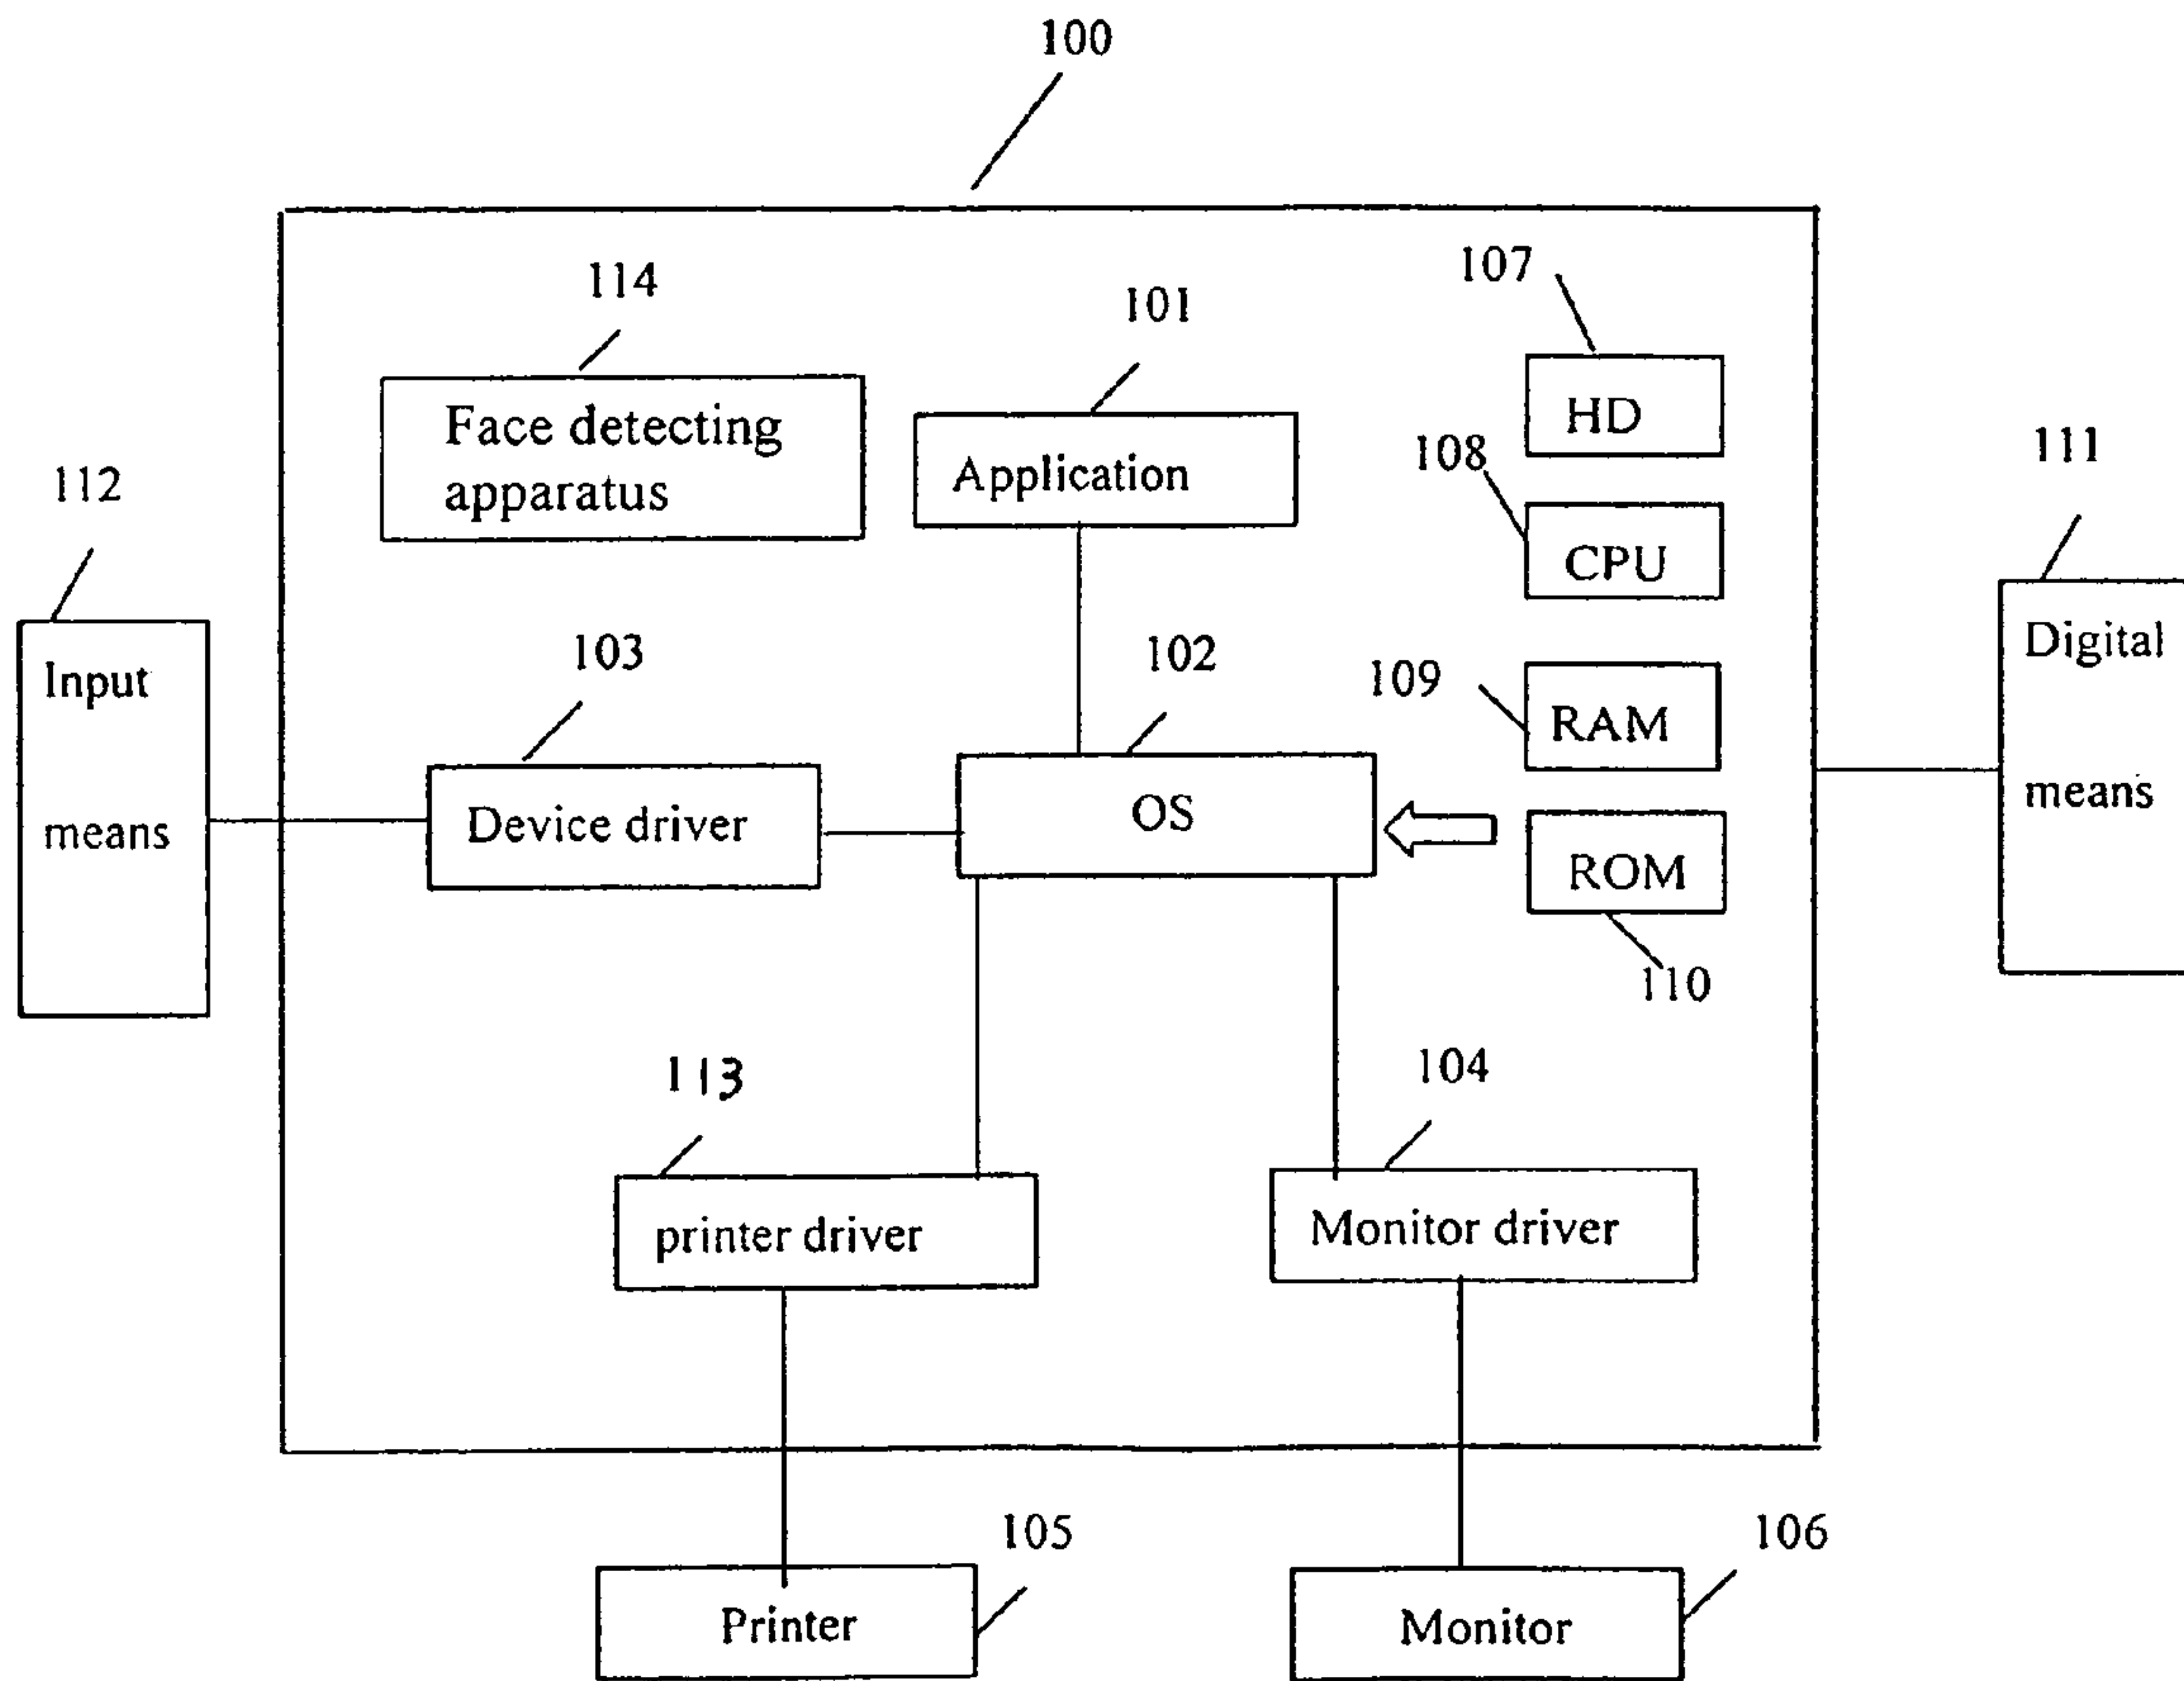 100
114
101
107
Face detecting
apparatus
Application
HD
112
108
CPU
111
Input
means
103
102
109
RAM
Digital
means
Device driver
OS
ROM
110
113
104
printer driver
Monitor driver
105
106
Printer
Monitor